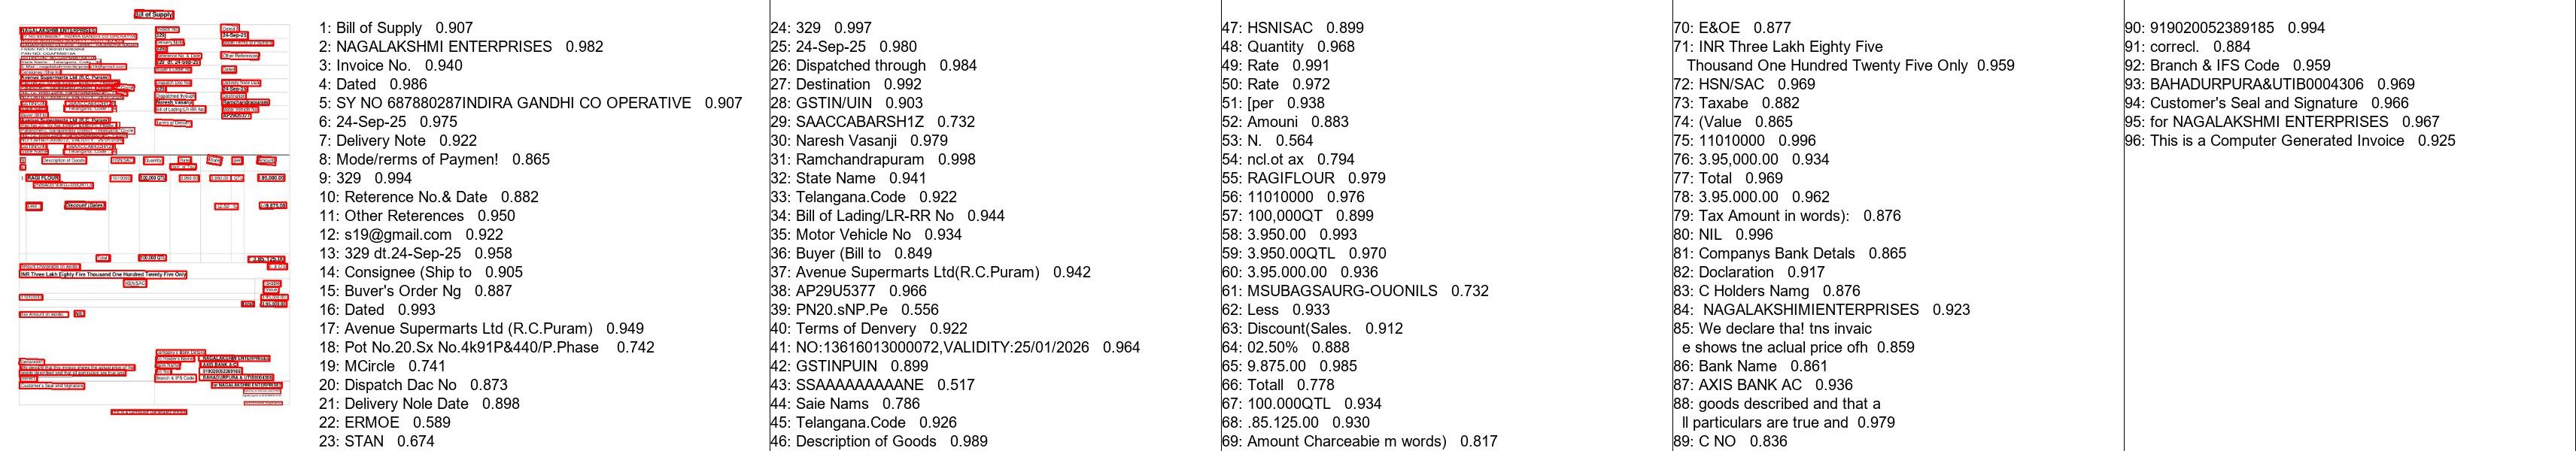 1: Bill of Supply 0.907
2: NAGALAKSHMI ENTERPRISES 0.982
3: Invoice No. 0.940
4: Dated 0.986
5: SY NO 687880287INDIRA GANDHI CO OPERATIVE 0.907
6: 24-Sep-25 0.975
7: Delivery Note 0.922
8: Mode/rerms of Paymen! 0.865
9: 329 0.994
10: Reterence No.& Date 0.882
11: Other References 0.950
12: s19@gmail.com 0.922
13: 329 dt.24-Sep-25 0.958
14: Consignee (Ship to 0.905
15: Buyer's Order Ng 0.887
16: Dated 0.993
17: Avenue Supermarts Ltd (R.C.Puram) 0.949
18: Pot No.20.Sx No.4k91P&440/P.Phase 0.742
19: MCircle 0.741
20: Dispatch Dac No 0.873
21: Delivery Nole Date 0.898
22: ERMOE 0.589
23: STAN 0.674
24: 329 0.997
25: 24-Sep-25 0.980
26: Dispatched through 0.984
27: Destination 0.992
28: GSTIN/UIN 0.903
29: SAACCABARSH1Z 0.732
30: Naresh Vasanji 0.979
31: Ramchandrapuram 0.998
32: State Name 0.941
33: Telangana.Code 0.922
34: Bill of Lading/LR-RR No 0.944
35: Motor Vehicle No 0.934
36: Buyer (Bill to 0.849
37: Avenue Supermarts Ltd(R.C.Puram) 0.942
38: AP29U5377 0.966
39: PN20.sNP.Pe 0.556
40: Terms of Denvery 0.922
41: NO:13616013000072,VALIDITY:25/01/2026 0.964
42: GSTINPUIN 0.899
43: SSAAAAAAAAANE 0.517
44: Saie Nams 0.786
45: Telangana.Code 0.926
46: Description of Goods 0.989
47: HSNISAC 0.899
48: Quantity 0.968
49: Rate 0.991
50: Rate 0.972
51: [per 0.938
52: Amouni 0.883
53: N. 0.564
54: ncl.ot ax 0.794
55: RAGIFLOUR 0.979
56: 11010000 0.976
57: 100,000QT 0.899
58: 3.950.00 0.993
59: 3.950.00QTL 0.970
60: 3.95.000.00 0.936
61: MSUBAGSAURG-OUONILS 0.732
62: Less 0.933
63: Discount(Sales. 0.912
64: 02.50% 0.888
65: 9.875.00 0.985
66: Totall 0.778
67: 100.000QTL 0.934
68: .85.125.00 0.930
69: Amount Charceabie m words) 0.817
70: E&OE 0.877
71: INR Three Lakh Eighty Five
Thousand One Hundred Twenty Five Only 0.959
72: HSN/SAC 0.969
73: Taxabe 0.882
74: (Value 0.865
75: 11010000 0.996
76: 3.95,000.00 0.934
77: Total 0.969
78: 3.95.000.00 0.962
79: Tax Amount in words): 0.876
80: NIL 0.996
81: Companys Bank Detals 0.865
82: Doclaration 0.917
83: C Holders Namg 0.876
84: NAGALAKSHIMIENTERPRISES 0.923
85: We declare tha! tns invaic
e shows tne aclual price ofh 0.859
86: Bank Name 0.861
87: AXIS BANK AC 0.936
88: goods described and that a
ll particulars are true and 0.979
89: C NO 0.836
90: 919020052389185 0.994
91: correcl. 0.884
92: Branch & IFS Code 0.959
93: BAHADURPURA&UTIB0004306 0.969
94: Customer's Seal and Signature 0.966
95: for NAGALAKSHMI ENTERPRISES 0.967
96: This is a Computer Generated Invoice 0.925